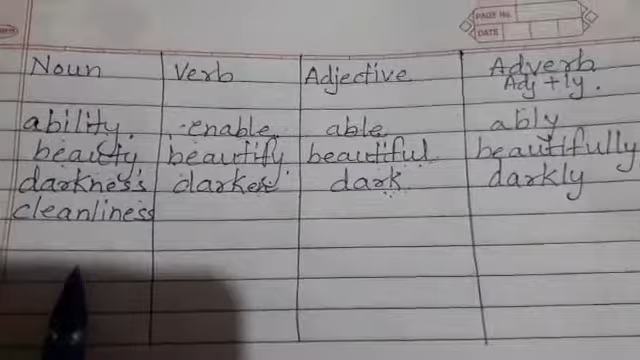 PAGE No.
DATE
Noun Verb Adjective Adverb
Adj + ly.
ability. enable able ably
beauty beautify beautiful beautifully
darkness darken dark darkly
cleanliness